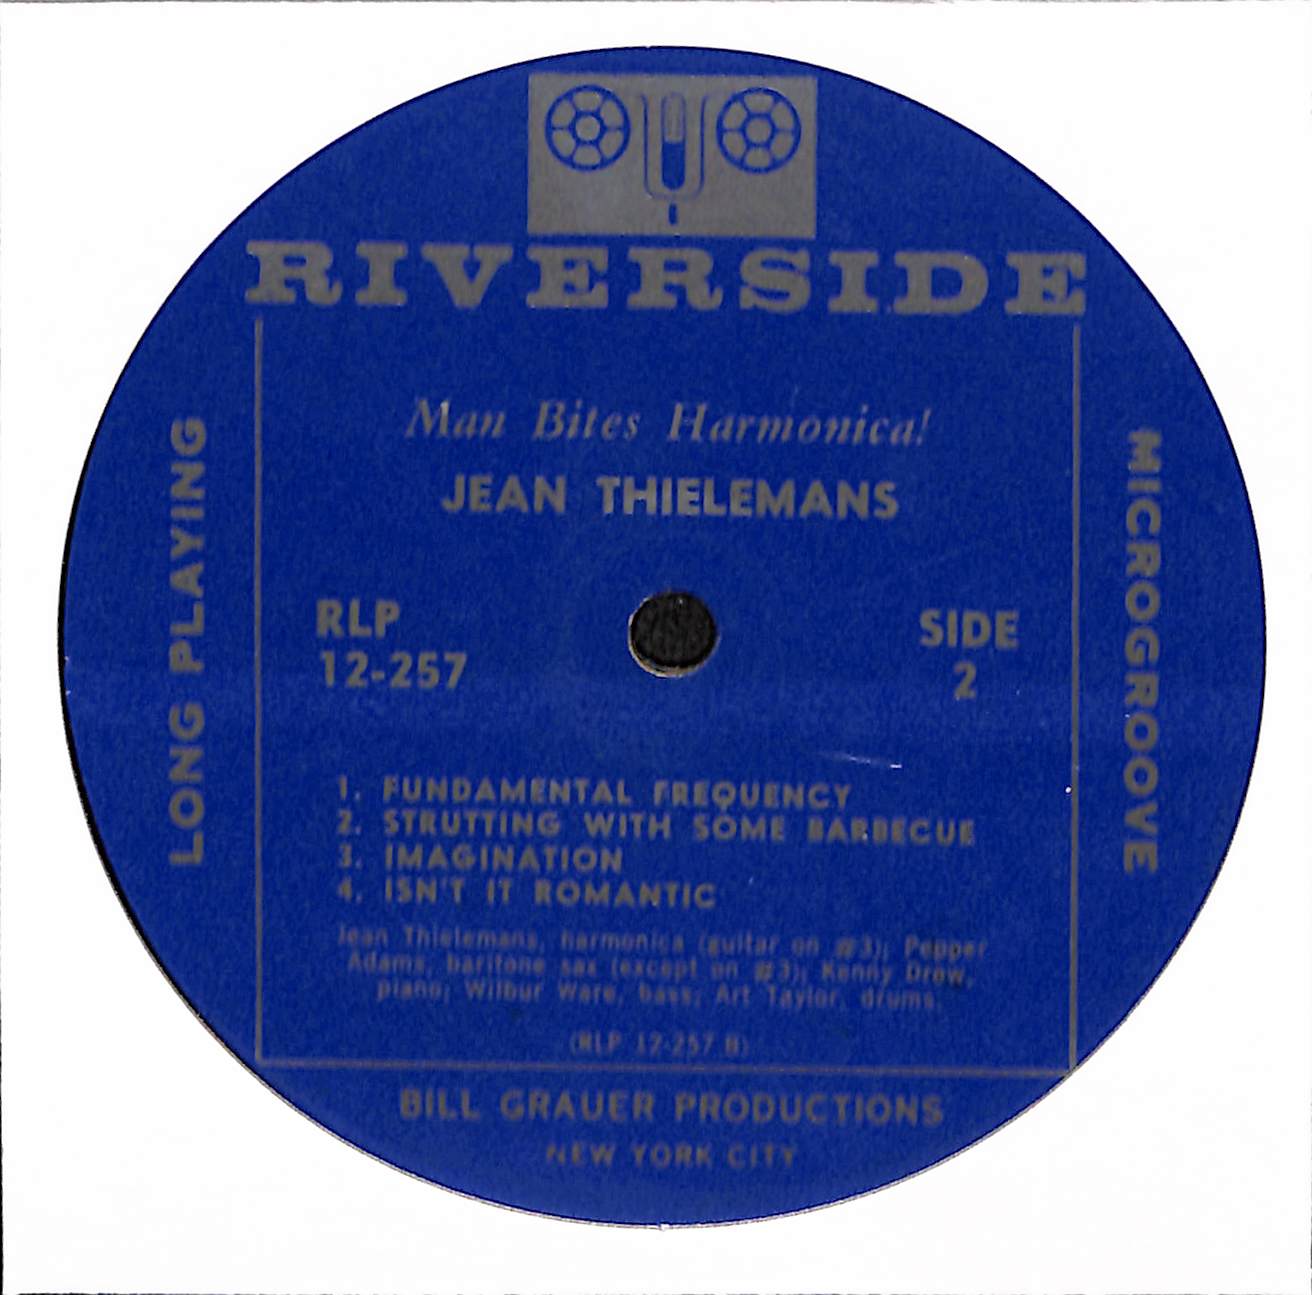 RIVERSIDE
Man Bites Harmonica!
JEAN THIELEMANS
RLP
12-257
SIDE
2
LONG PLAYING
MICROGROOVE
1. FUNDAMENTAL FREQUENCY
2. STRUTTING WITH SOME BARBECUE
3. IMAGINATION
4. ISN'T IT ROMANTIC
Jean Thielemans, harmonica (guitar on #3); Pepper
Adams, baritone sax (except on #3); Kenny Drew,
piano; Wilbur Ware, bass; Art Taylor, drums.
(RLP 12-257 B)
BILL GRAUER PRODUCTIONS
NEW YORK CITY